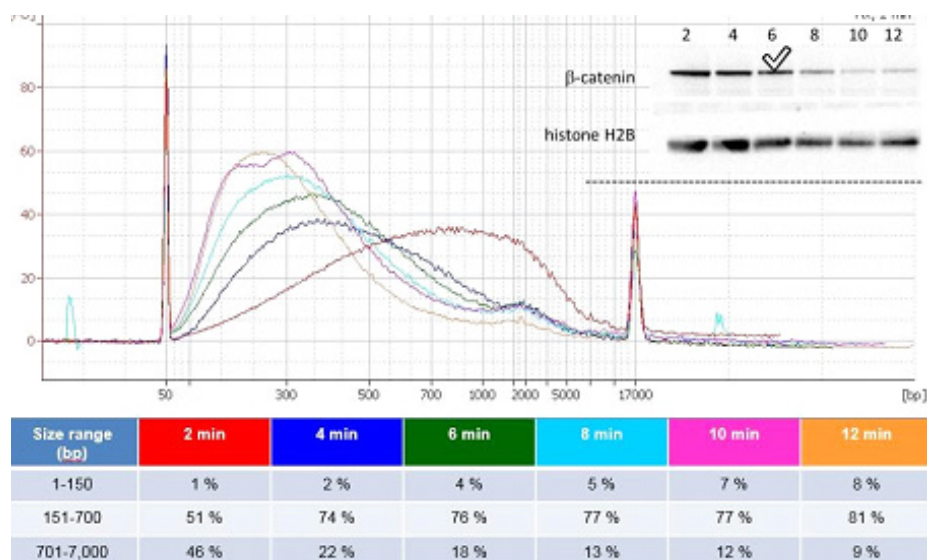 2 4 6 8 10 12
β-catenin
histone H2B
80
60
40
20
0
50 300 500 700 1000 2000 5000 17000 [bp]
Size range (bp) 2 min 4 min 6 min 8 min 10 min 12 min
1-150 1 % 2 % 4 % 5 % 7 % 8 %
151-700 51 % 74 % 76 % 77 % 77 % 81 %
701-7,000 46 % 22 % 18 % 13 % 12 % 9 %